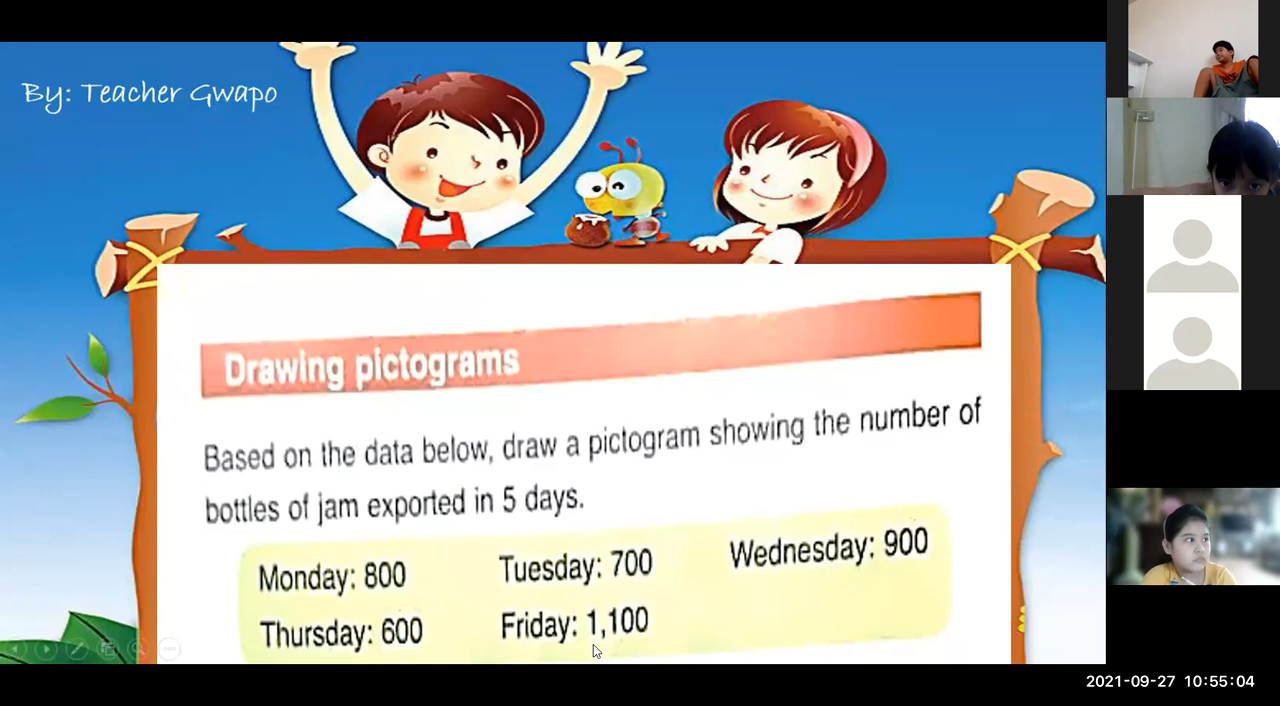 By: Teacher Gwapo
Drawing pictograms
Based on the data below, draw a pictogram showing the number of
bottles of jam exported in 5 days.
Monday: 800 Tuesday: 700 Wednesday: 900
Thursday: 600 Friday: 1,100
2021-09-27 10:55:04